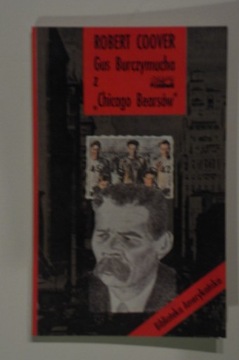 ROBERT COOVER
Gus Burczymucha
z
„Chicago Bearsów"
Biblioteka Amerykańska